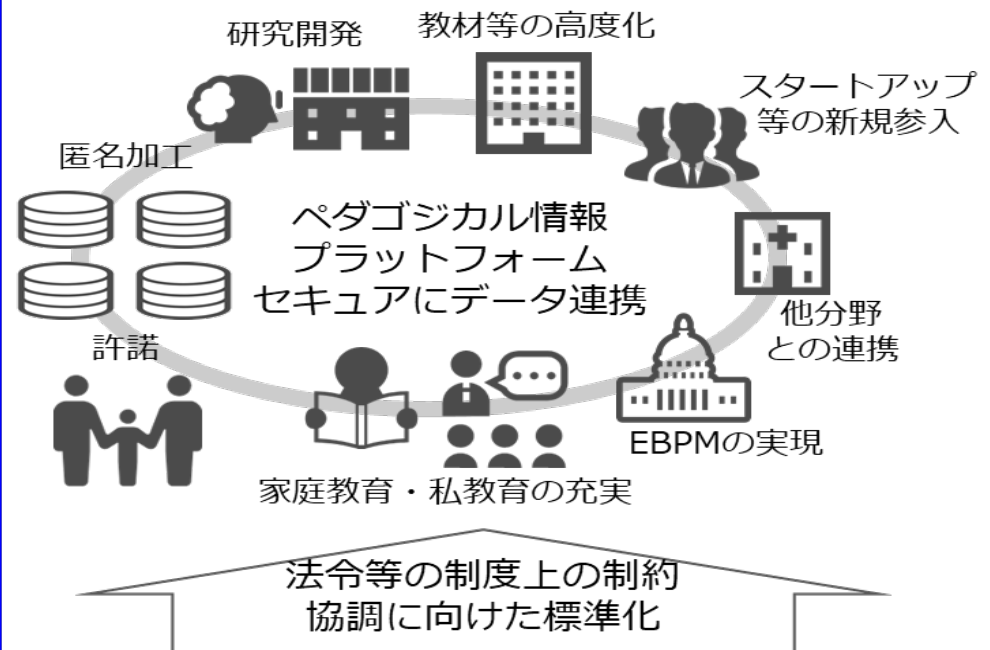 研究開発
教材等の高度化
スタートアップ
等の新規参入
匿名加工
ペダゴジカル情報
プラットフォーム
セキュアにデータ連携
他分野
との連携
許諾
EBPMの実現
家庭教育・私教育の充実
法令等の制度上の制約
協調に向けた標準化